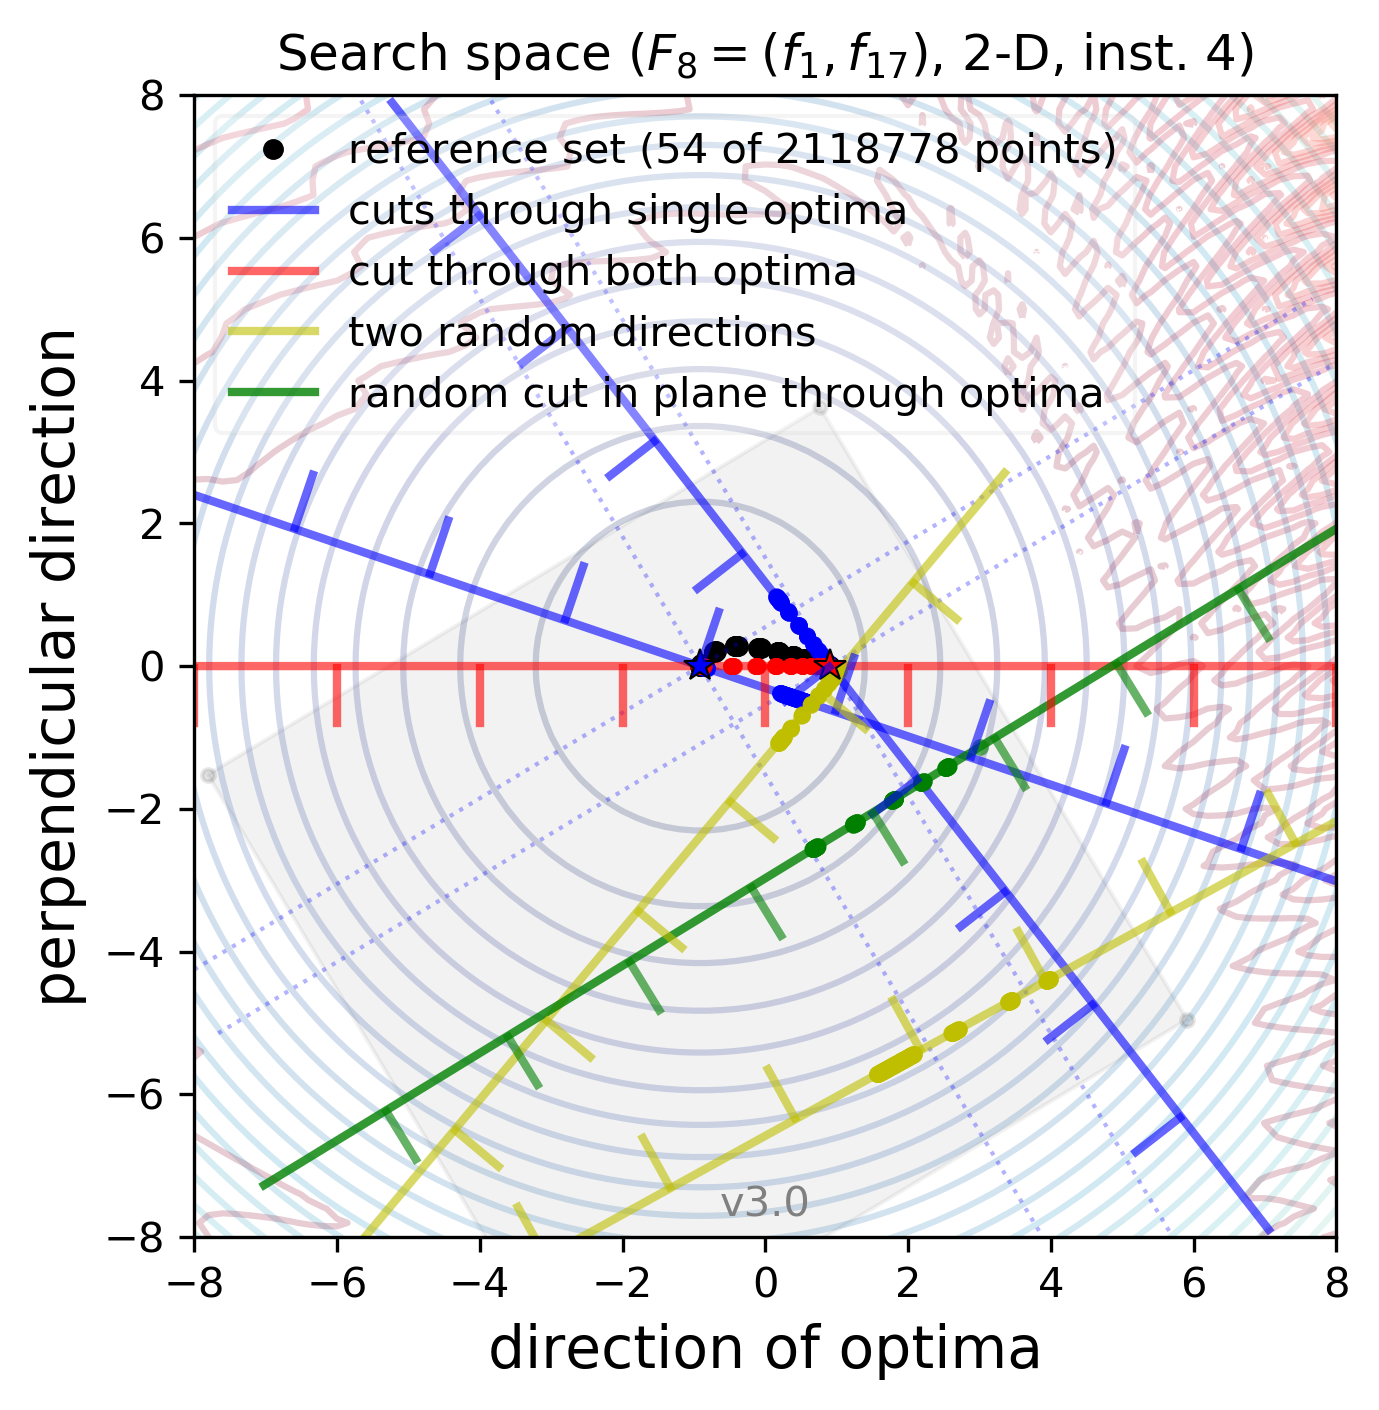 Search space (F₈ = (f₁, f₁₇), 2-D, inst. 4)
8
reference set (54 of 2118778 points)
cuts through single optima
6
cut through both optima
two random directions
4
random cut in plane through optima
2
0
−2
−4
−6
v3.0
−8
−8 −6 −4 −2 0 2 4 6 8
direction of optima
perpendicular direction